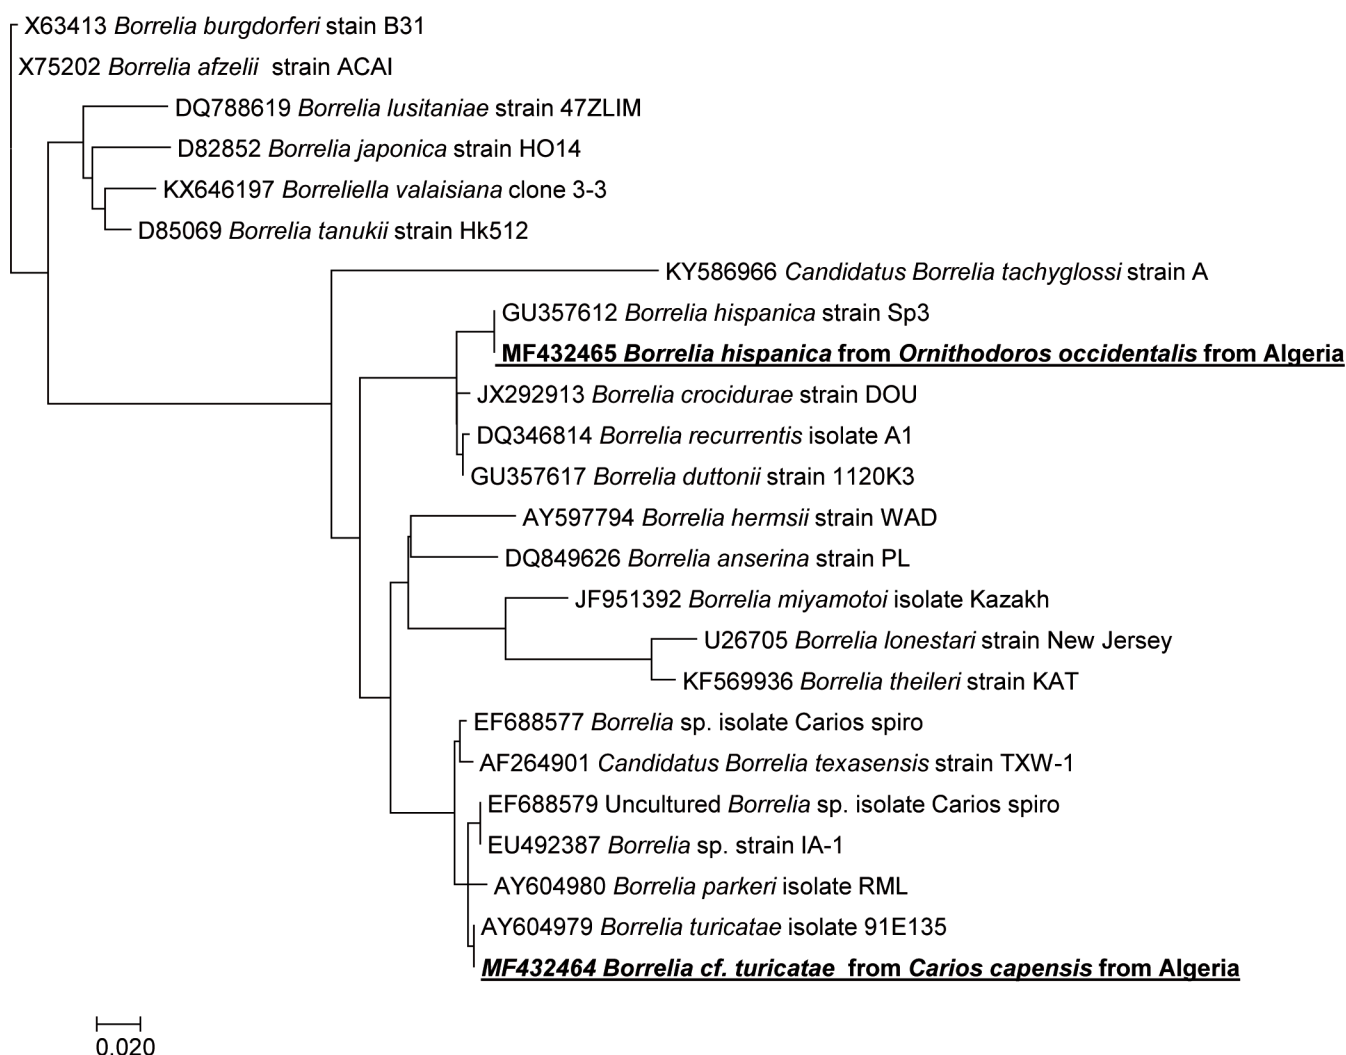 X63413 Borrelia burgdorferi stain B31
X75202 Borrelia afzelii strain ACAI
DQ788619 Borrelia lusitaniae strain 47ZLIM
D82852 Borrelia japonica strain HO14
KX646197 Borreliella valaisiana clone 3-3
D85069 Borrelia tanukii strain Hk512
KY586966 Candidatus Borrelia tachyglossi strain A
GU357612 Borrelia hispanica strain Sp3
MF432465 Borrelia hispanica from Ornithodoros occidentalis from Algeria
JX292913 Borrelia crocidurae strain DOU
DQ346814 Borrelia recurrentis isolate A1
GU357617 Borrelia duttonii strain 1120K3
AY597794 Borrelia hermsii strain WAD
DQ849626 Borrelia anserina strain PL
JF951392 Borrelia miyamotoi isolate Kazakh
U26705 Borrelia lonestari strain New Jersey
KF569936 Borrelia theileri strain KAT
EF688577 Borrelia sp. isolate Carios spiro
AF264901 Candidatus Borrelia texasensis strain TXW-1
EF688579 Uncultured Borrelia sp. isolate Carios spiro
EU492387 Borrelia sp. strain IA-1
AY604980 Borrelia parkeri isolate RML
AY604979 Borrelia turicatae isolate 91E135
MF432464 Borrelia cf. turicatae from Carios capensis from Algeria
0.020